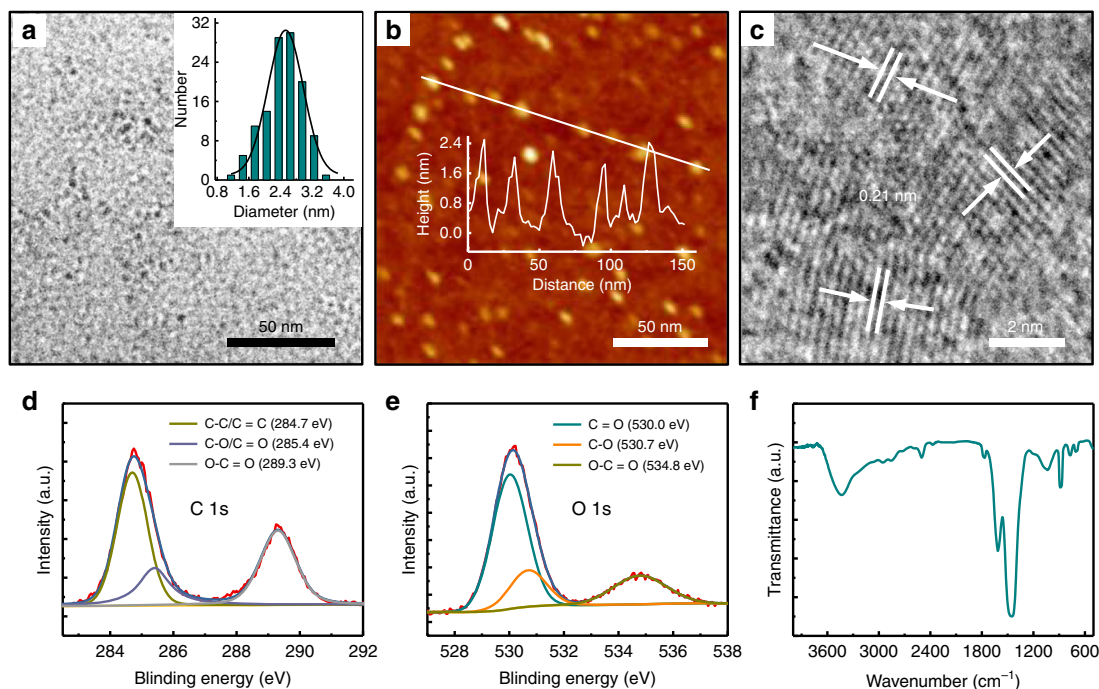 a
32
24
16
8
0
Number
0.8 1.6 2.4 3.2 4.0
Diameter (nm)
50 nm
b
2.4
1.6
0.8
0.0
Height (nm)
0 50 100 150
Distance (nm)
50 nm
c
0.21 nm
2 nm
d
C-C/C = C (284.7 eV)
C-O/C = O (285.4 eV)
O-C = O (289.3 eV)
C 1s
Intensity (a.u.)
284 286 288 290 292
Blinding energy (eV)
e
C = O (530.0 eV)
C-O (530.7 eV)
O-C = O (534.8 eV)
O 1s
Intensity (a.u.)
528 530 532 534 536 538
Blinding energy (eV)
f
Transmittance (a.u.)
3600 3000 2400 1800 1200 600
Wavenumber (cm⁻¹)